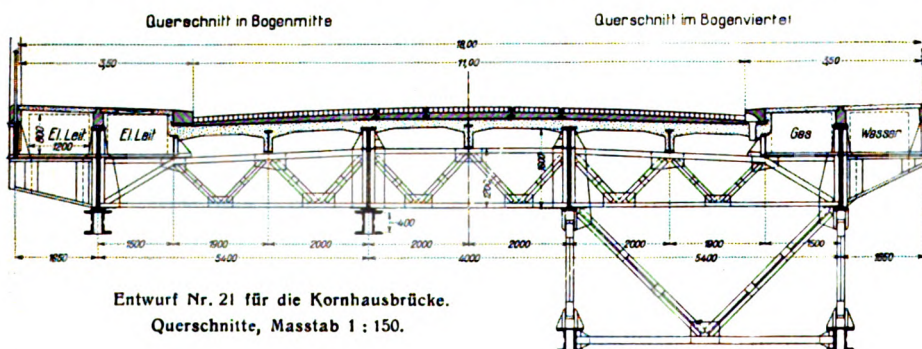 Querschnitt in Bogenmitte
Querschnitt im Bogenviertel
18,00
3,50
11,00
3,50
El. Leit
El. Leit
Gas
Wasser
800
1200
1600
400
1500
1900
2000
2000
2000
2000
1900
1500
1650
5400
4000
5400
1650
Entwurf Nr. 21 für die Kornhausbrücke.
Querschnitte, Masstab 1 : 150.